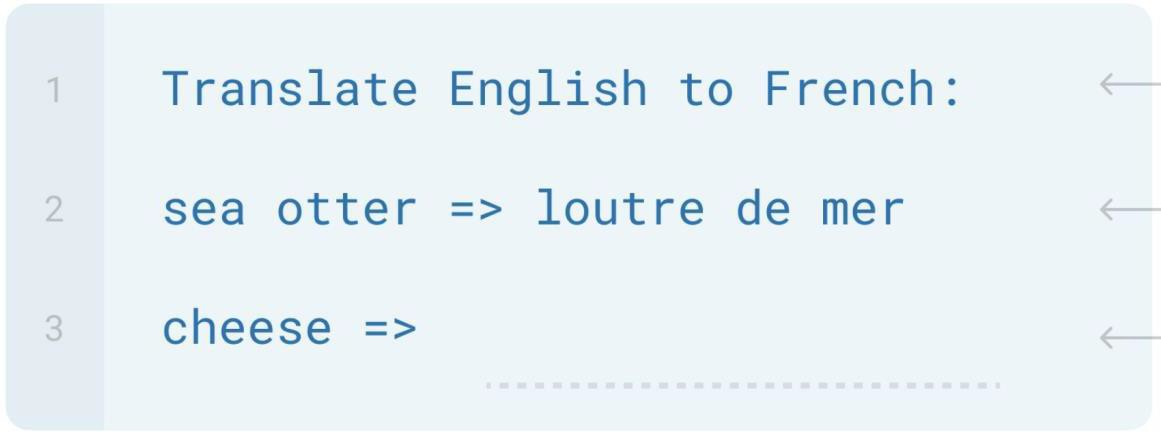 1 Translate English to French:
2 sea otter => loutre de mer
3 cheese =>